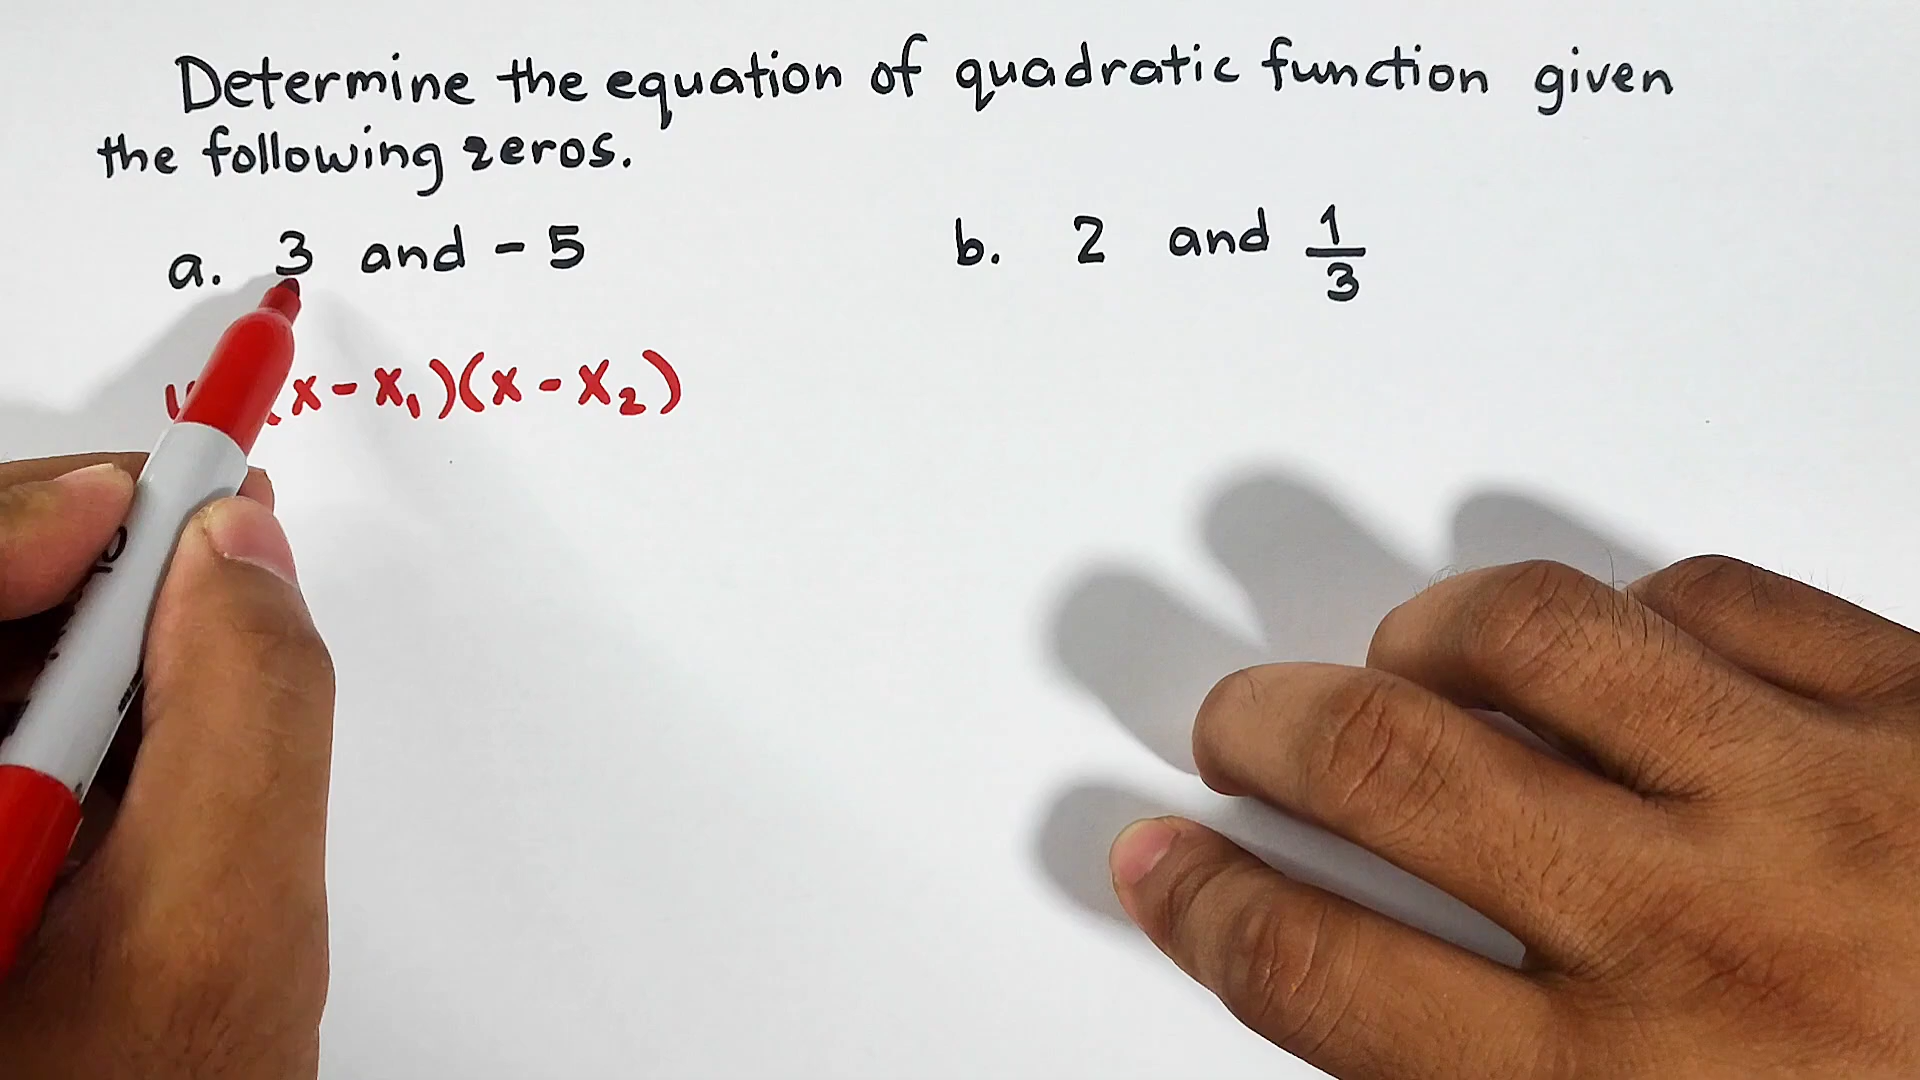 Determine the equation of quadratic function given
the following zeros.
a. 3 and - 5
b. 2 and 1/3
(x - x₁)(x - x₂)